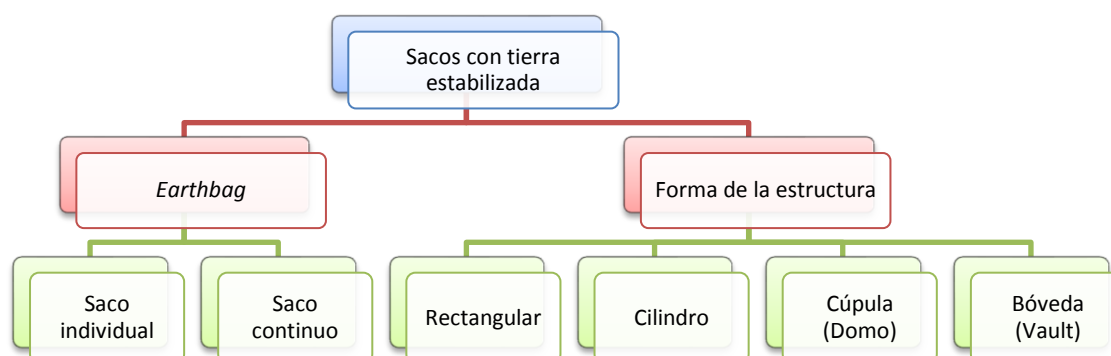 Sacos con tierra
estabilizada
Earthbag
Forma de la estructura
Saco
individual
Saco
continuo
Rectangular
Cilindro
Cúpula
(Domo)
Bóveda
(Vault)